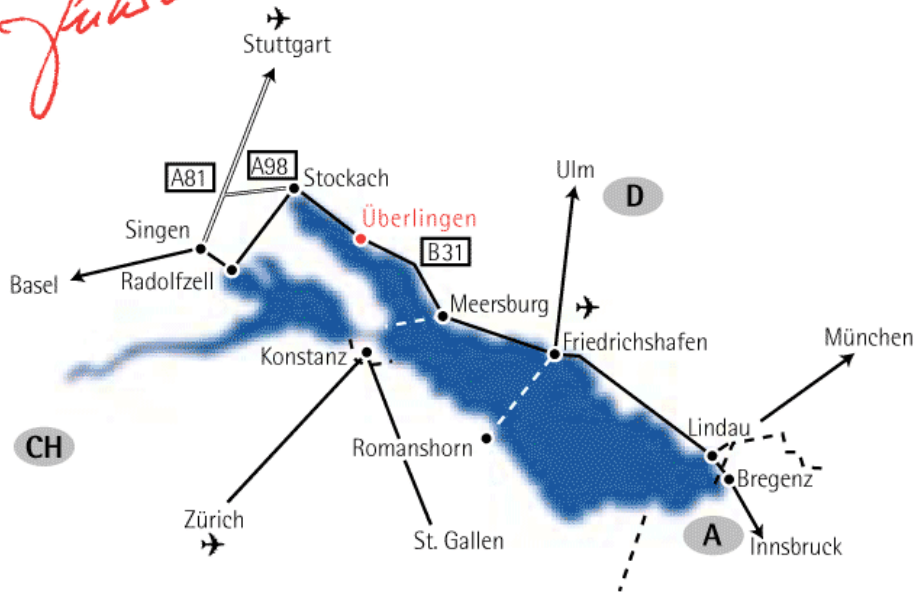 Stuttgart
Ulm
D
A81
A98
Stockach
Überlingen
Singen
B31
Basel
Radolfzell
Meersburg
Friedrichshafen
München
Konstanz
Lindau
CH
Romanshorn
Bregenz
Zürich
St. Gallen
A
Innsbruck